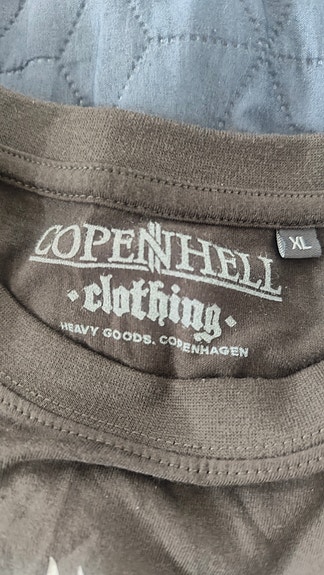 COPENHELL
XL
clothing
HEAVY GOODS. COPENHAGEN